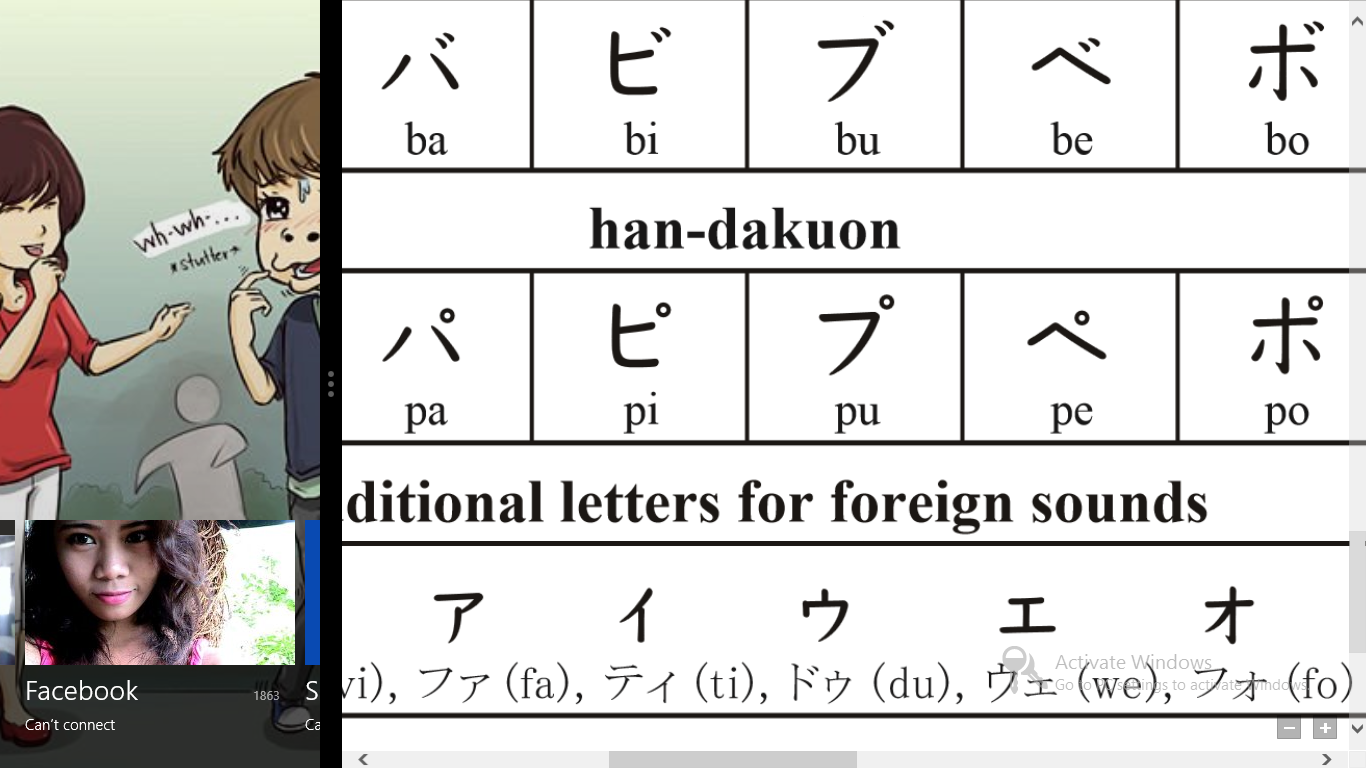 wh-wh-...
*stutter*
Facebook 1863 S
Can't connect Ca
バ ビ ブ ベ ボ
ba bi bu be bo
han-dakuon
パ ピ プ ペ ポ
pa pi pu pe po
ditional letters for foreign sounds
ア イ ウ エ オ
vi), ファ (fa), ティ (ti), ドゥ (du), ウェ (we), フォ (fo)
Activate Windows
Go to PC settings to activate Windows.